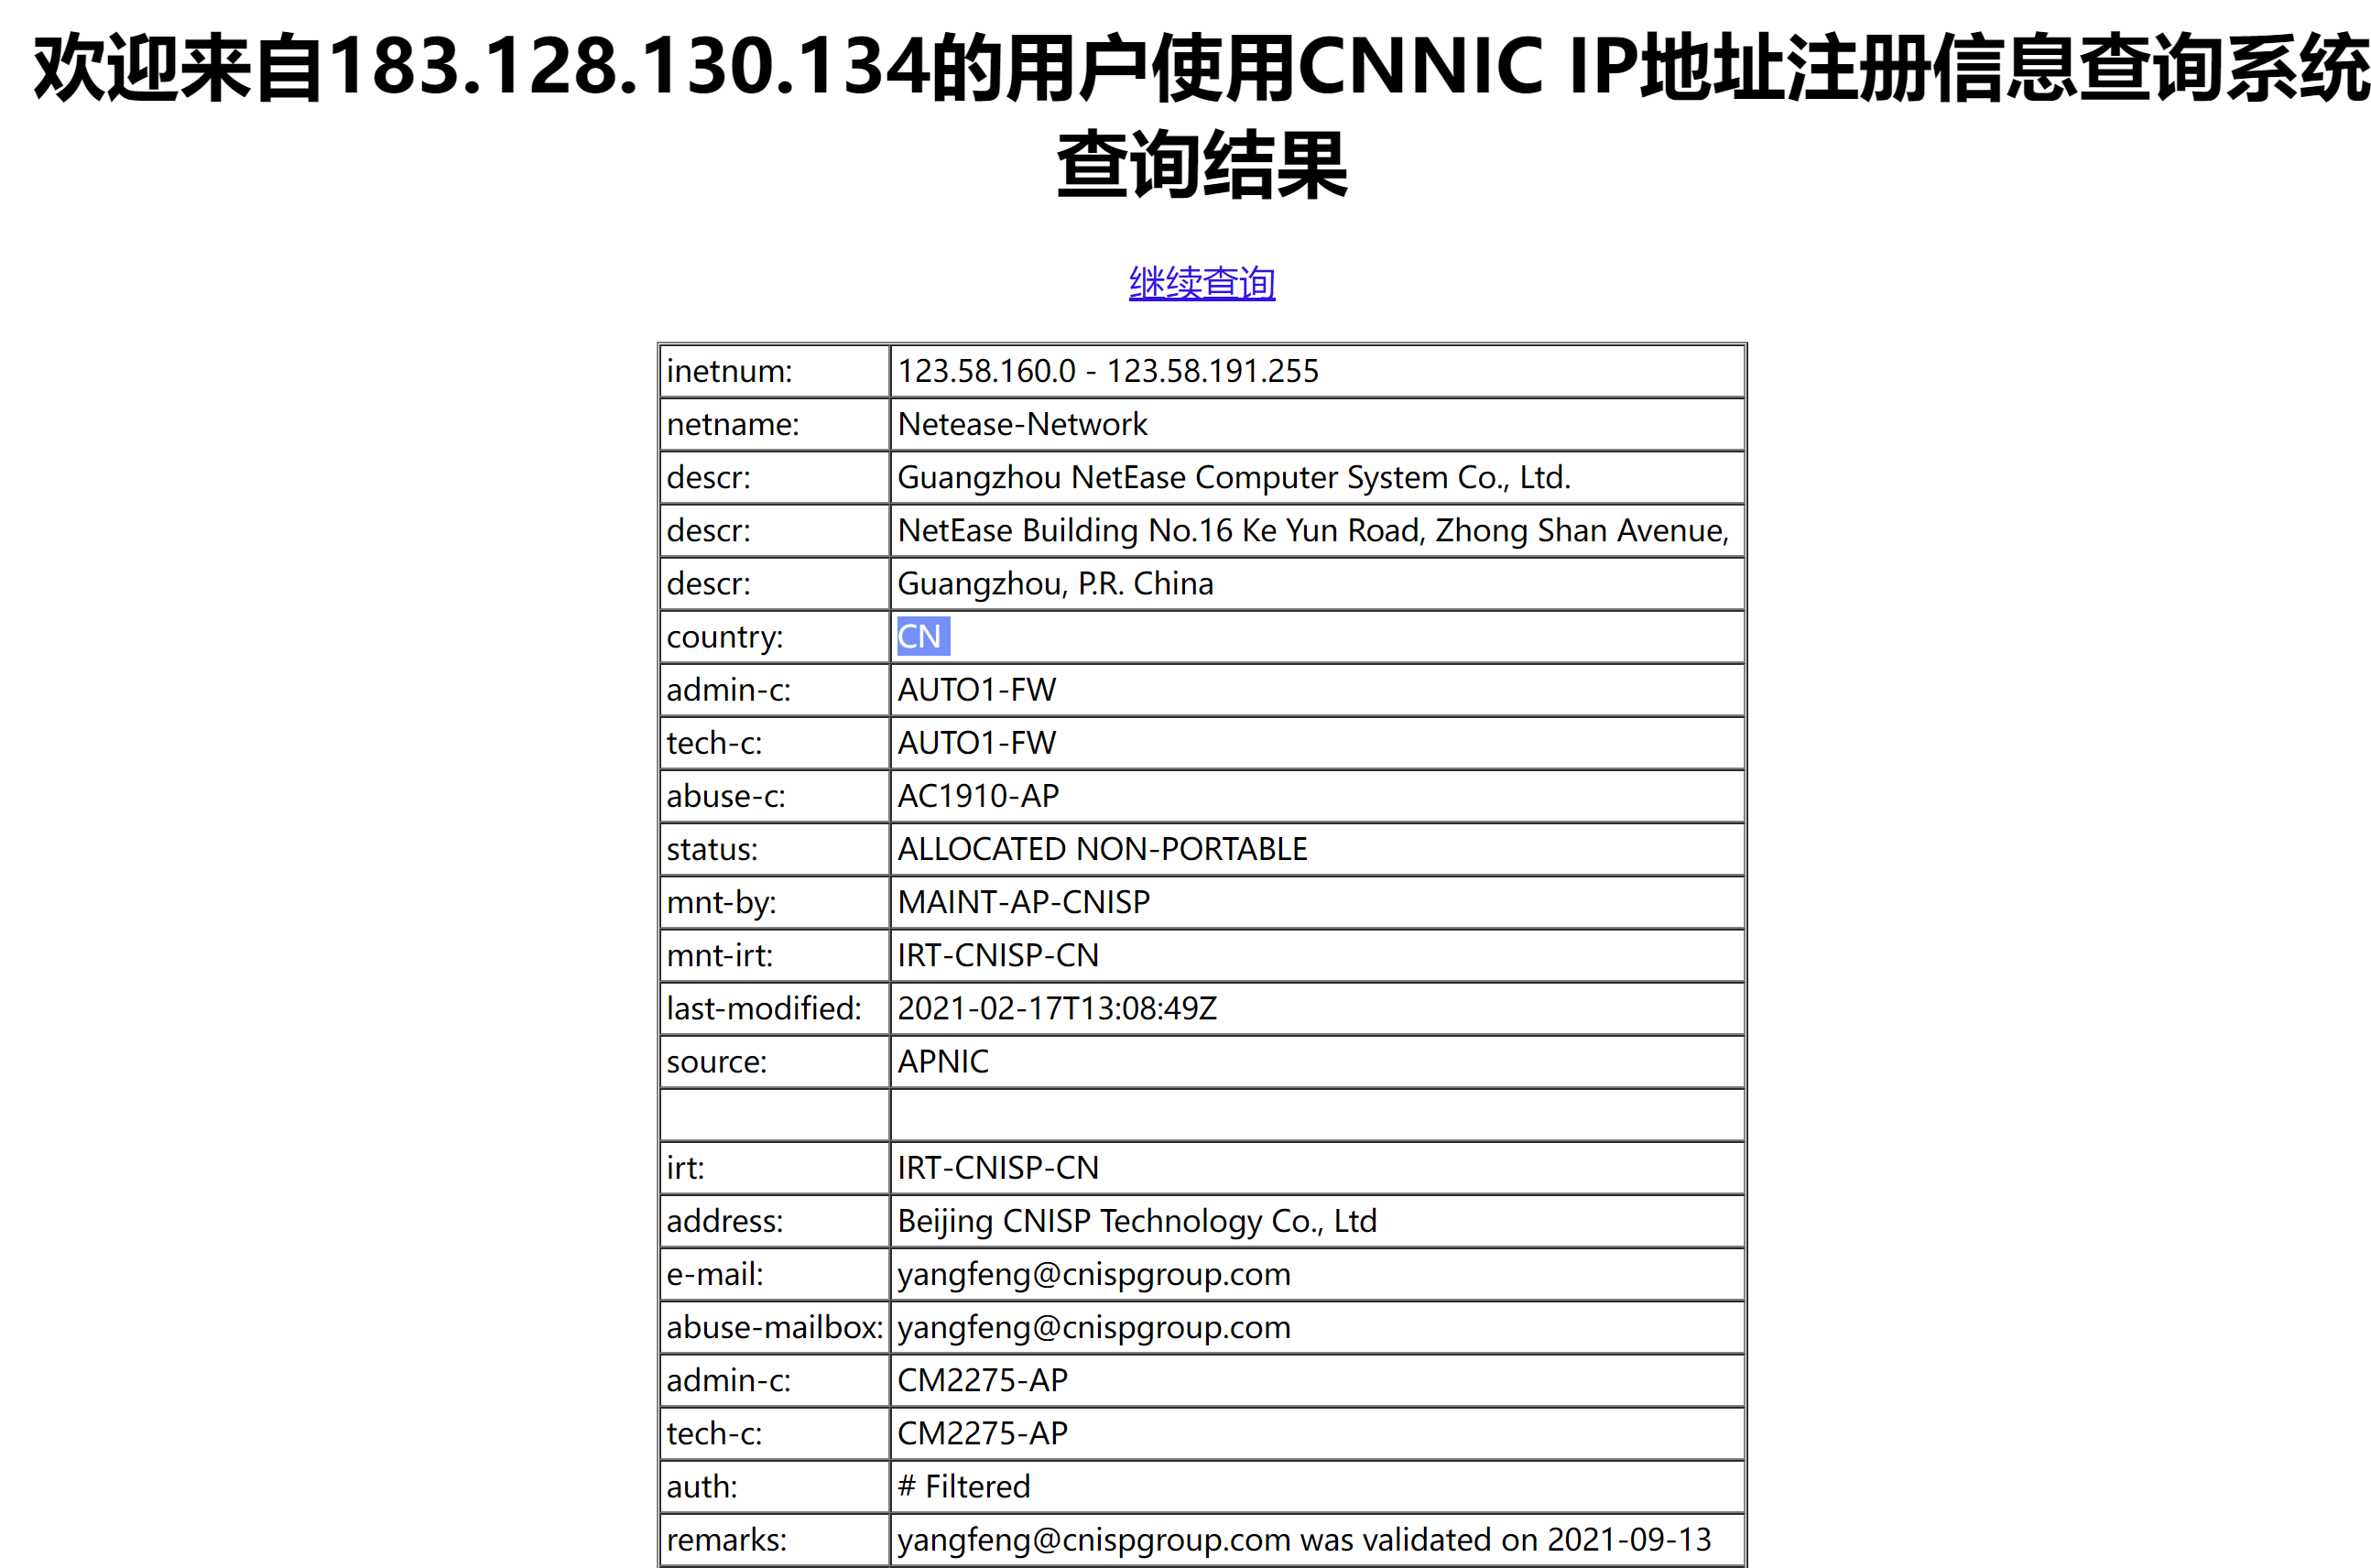 欢迎来自183.128.130.134的用户使用CNNIC IP地址注册信息查询系统
查询结果
继续查询
inetnum: 123.58.160.0 - 123.58.191.255
netname: Netease-Network
descr: Guangzhou NetEase Computer System Co., Ltd.
descr: NetEase Building No.16 Ke Yun Road, Zhong Shan Avenue,
descr: Guangzhou, P.R. China
country: CN
admin-c: AUTO1-FW
tech-c: AUTO1-FW
abuse-c: AC1910-AP
status: ALLOCATED NON-PORTABLE
mnt-by: MAINT-AP-CNISP
mnt-irt: IRT-CNISP-CN
last-modified: 2021-02-17T13:08:49Z
source: APNIC
irt: IRT-CNISP-CN
address: Beijing CNISP Technology Co., Ltd
e-mail: yangfeng@cnispgroup.com
abuse-mailbox: yangfeng@cnispgroup.com
admin-c: CM2275-AP
tech-c: CM2275-AP
auth: # Filtered
remarks: yangfeng@cnispgroup.com was validated on 2021-09-13